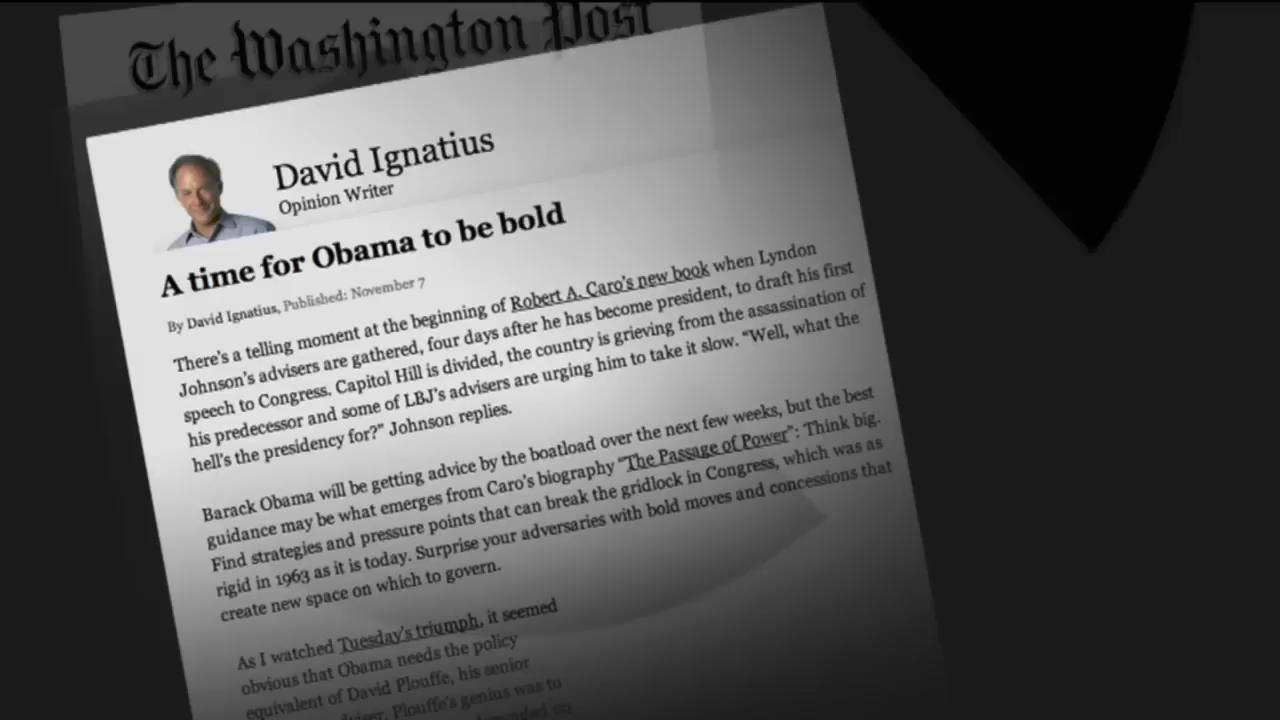 The Washington Post
David Ignatius
Opinion Writer
A time for Obama to be bold
By David Ignatius, Published: November 7
There's a telling moment at the beginning of Robert A. Caro's new book when Lyndon
Johnson's advisers are gathered, four days after he has become president, to draft his first
speech to Congress. Capitol Hill is divided, the country is grieving from the assassination of
his predecessor and some of LBJ's advisers are urging him to take it slow. “Well, what the
hell's the presidency for?” Johnson replies.
Barack Obama will be getting advice by the boatload over the next few weeks, but the best
guidance may be what emerges from Caro's biography “The Passage of Power”: Think big.
Find strategies and pressure points that can break the gridlock in Congress, which was as
rigid in 1963 as it is today. Surprise your adversaries with bold moves and concessions that
create new space on which to govern.
As I watched Tuesday's triumph, it seemed
obvious that Obama needs the policy
equivalent of David Plouffe, his senior
Plouffe's genius was to